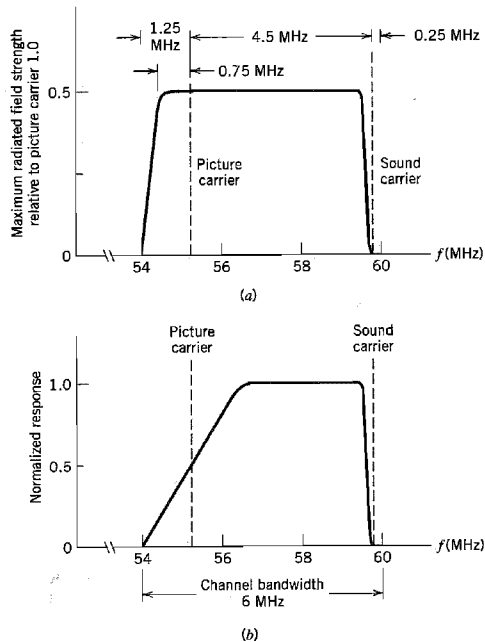 1.25 MHz
4.5 MHz
0.25 MHz
0.75 MHz
Maximum radiated field strength
relative to picture carrier 1.0
0.5
0
Picture
carrier
Sound
carrier
54
56
58
60
f(MHz)
(a)
Picture
carrier
Sound
carrier
Normalized response
1.0
0.5
0
54
56
58
60
f(MHz)
Channel bandwidth
6 MHz
(b)